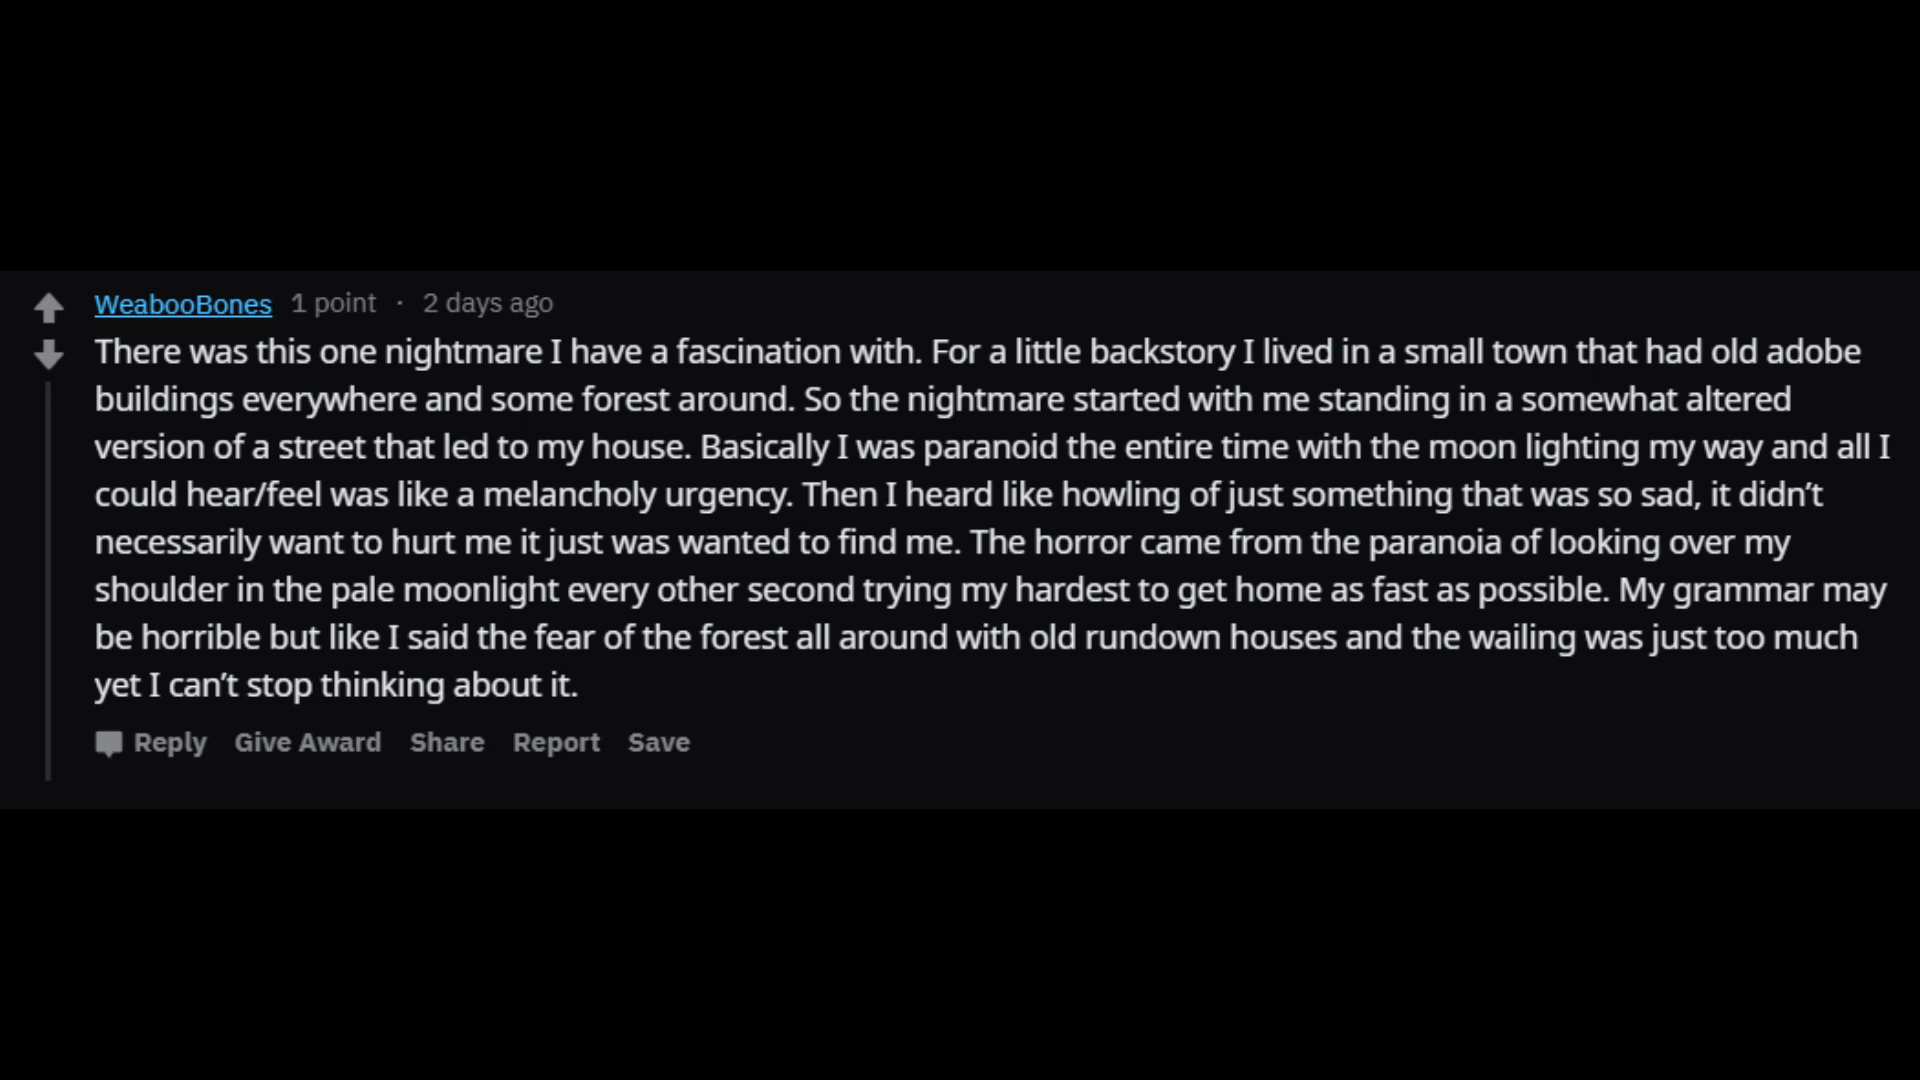 WeabooBones 1 point · 2 days ago
There was this one nightmare I have a fascination with. For a little backstory I lived in a small town that had old adobe
buildings everywhere and some forest around. So the nightmare started with me standing in a somewhat altered
version of a street that led to my house. Basically I was paranoid the entire time with the moon lighting my way and all I
could hear/feel was like a melancholy urgency. Then I heard like howling of just something that was so sad, it didn’t
necessarily want to hurt me it just was wanted to find me. The horror came from the paranoia of looking over my
shoulder in the pale moonlight every other second trying my hardest to get home as fast as possible. My grammar may
be horrible but like I said the fear of the forest all around with old rundown houses and the wailing was just too much
yet I can’t stop thinking about it.
Reply Give Award Share Report Save